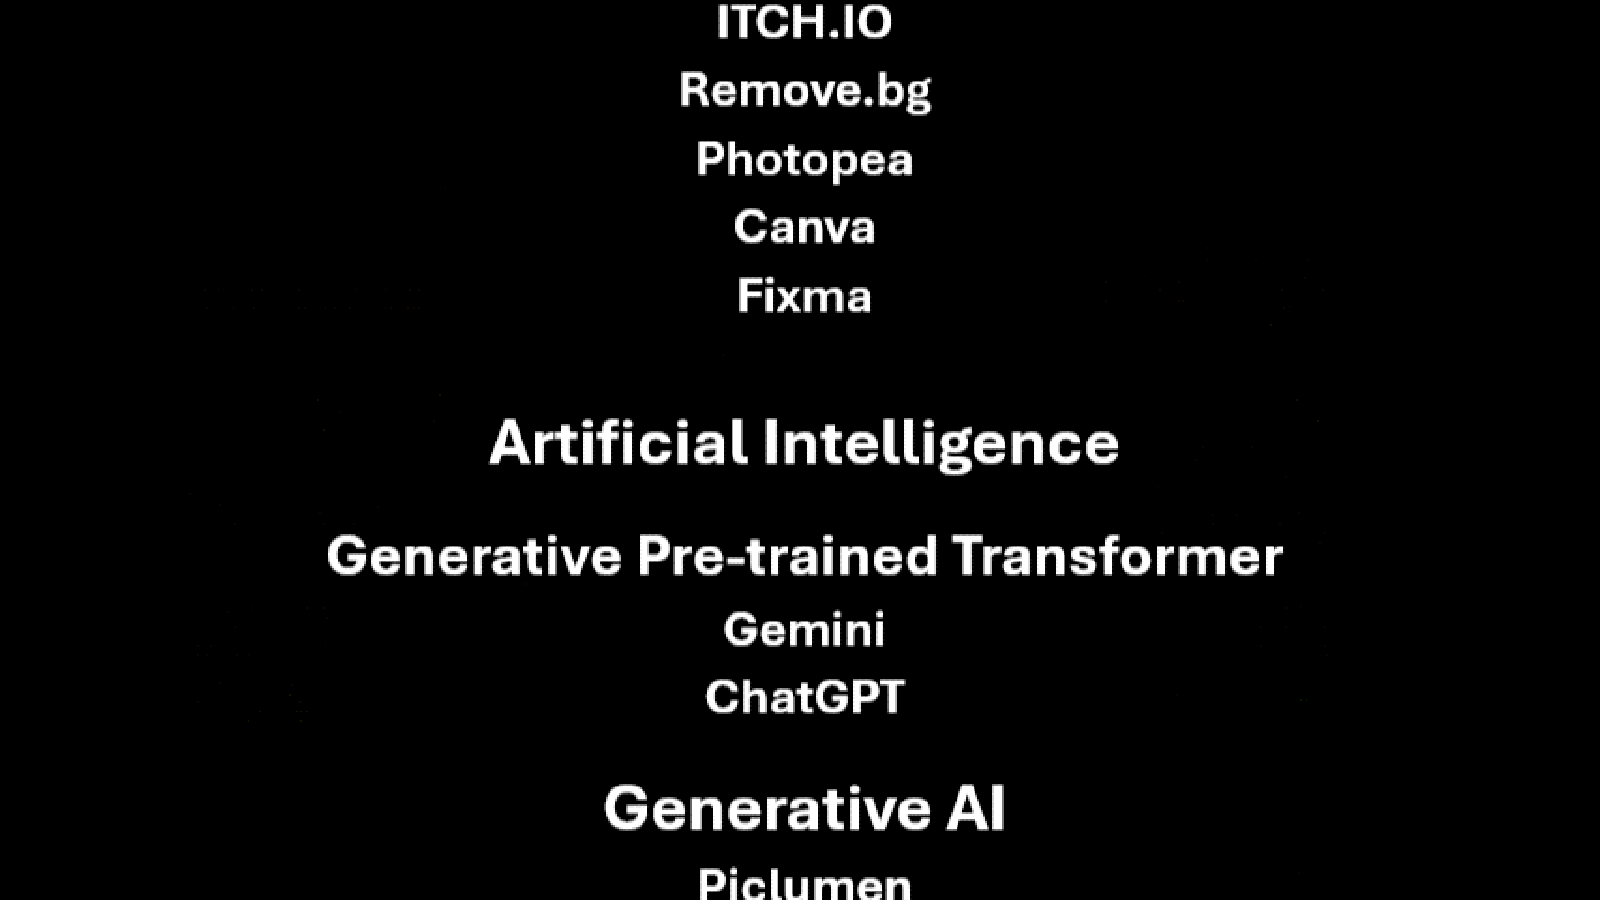 ITCH.IO
Remove.bg
Photopea
Canva
Fixma
Artificial Intelligence
Generative Pre-trained Transformer
Gemini
ChatGPT
Generative AI
Piclumen